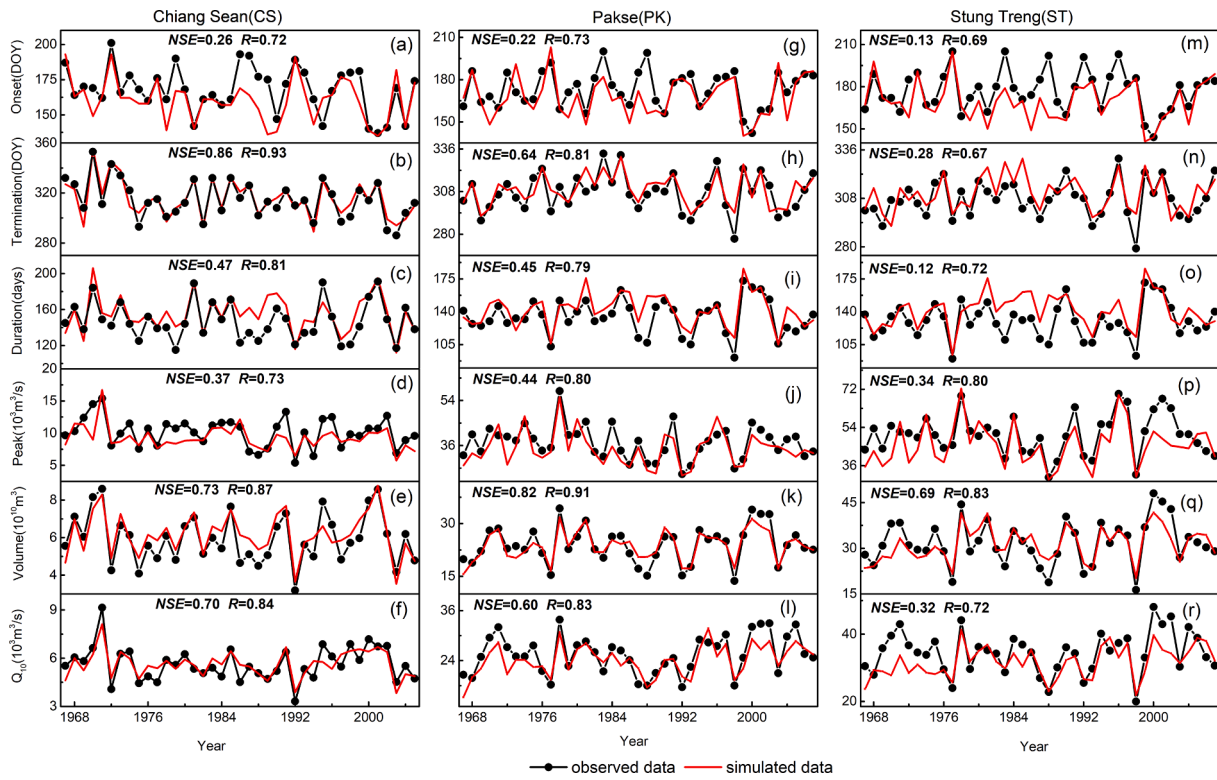 Chiang Sean(CS)
Pakse(PK)
Stung Treng(ST)
Onset(DOY)
200
175
150
NSE=0.26 R=0.72
(a)
210
180
150
NSE=0.22 R=0.73
(g)
210
180
150
NSE=0.13 R=0.69
(m)
Termination(DOY)
360
320
280
NSE=0.86 R=0.93
(b)
336
308
280
NSE=0.64 R=0.81
(h)
336
308
280
NSE=0.28 R=0.67
(n)
Duration(days)
200
160
120
NSE=0.47 R=0.81
(c)
175
140
105
NSE=0.45 R=0.79
(i)
175
140
105
NSE=0.12 R=0.72
(o)
Peak(10³m³/s)
20
15
10
5
NSE=0.37 R=0.73
(d)
54
36
NSE=0.44 R=0.80
(j)
72
54
36
NSE=0.34 R=0.80
(p)
Volume(10¹⁰m³)
8
6
4
NSE=0.73 R=0.87
(e)
45
30
15
NSE=0.82 R=0.91
(k)
45
30
15
NSE=0.69 R=0.83
(q)
Q₁₀(10³m³/s)
9
6
3
NSE=0.70 R=0.84
(f)
36
24
12
NSE=0.60 R=0.83
(l)
40
20
NSE=0.32 R=0.72
(r)
1968 1976 1984 1992 2000
1968 1976 1984 1992 2000
1968 1976 1984 1992 2000
Year
Year
Year
observed data
simulated data